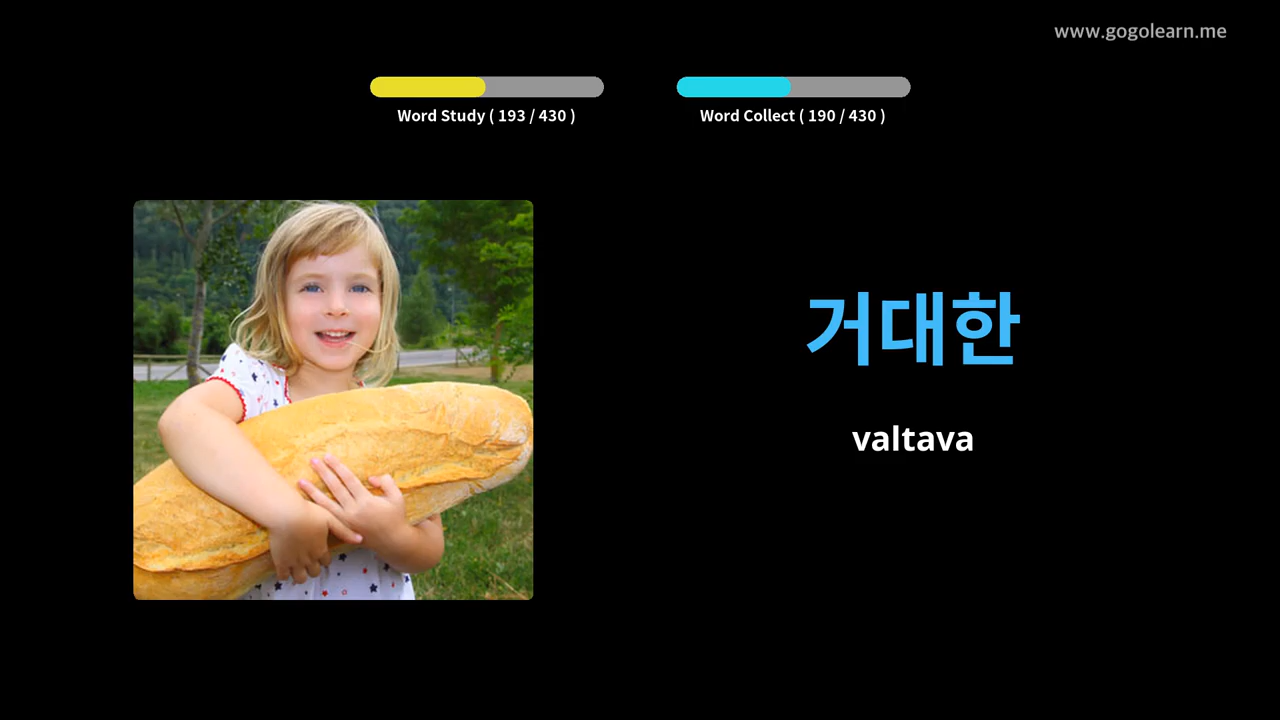 www.gogolearn.me
Word Study ( 193 / 430 )
Word Collect ( 190 / 430 )
거대한
valtava